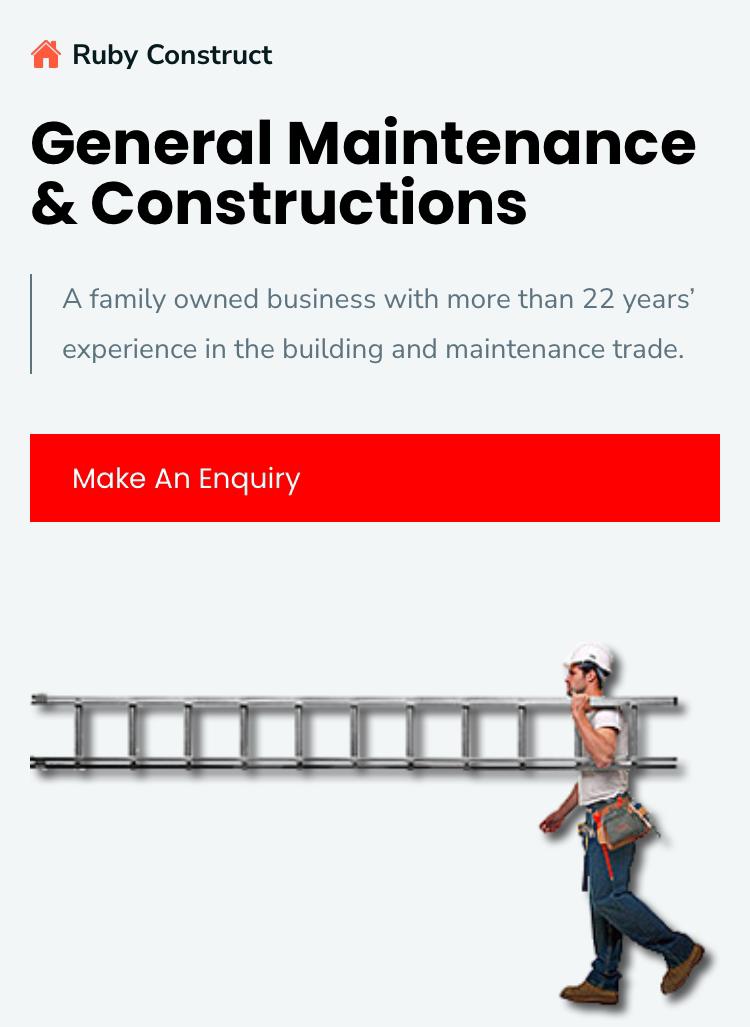 Ruby Construct
General Maintenance
& Constructions
A family owned business with more than 22 years’
experience in the building and maintenance trade.
Make An Enquiry